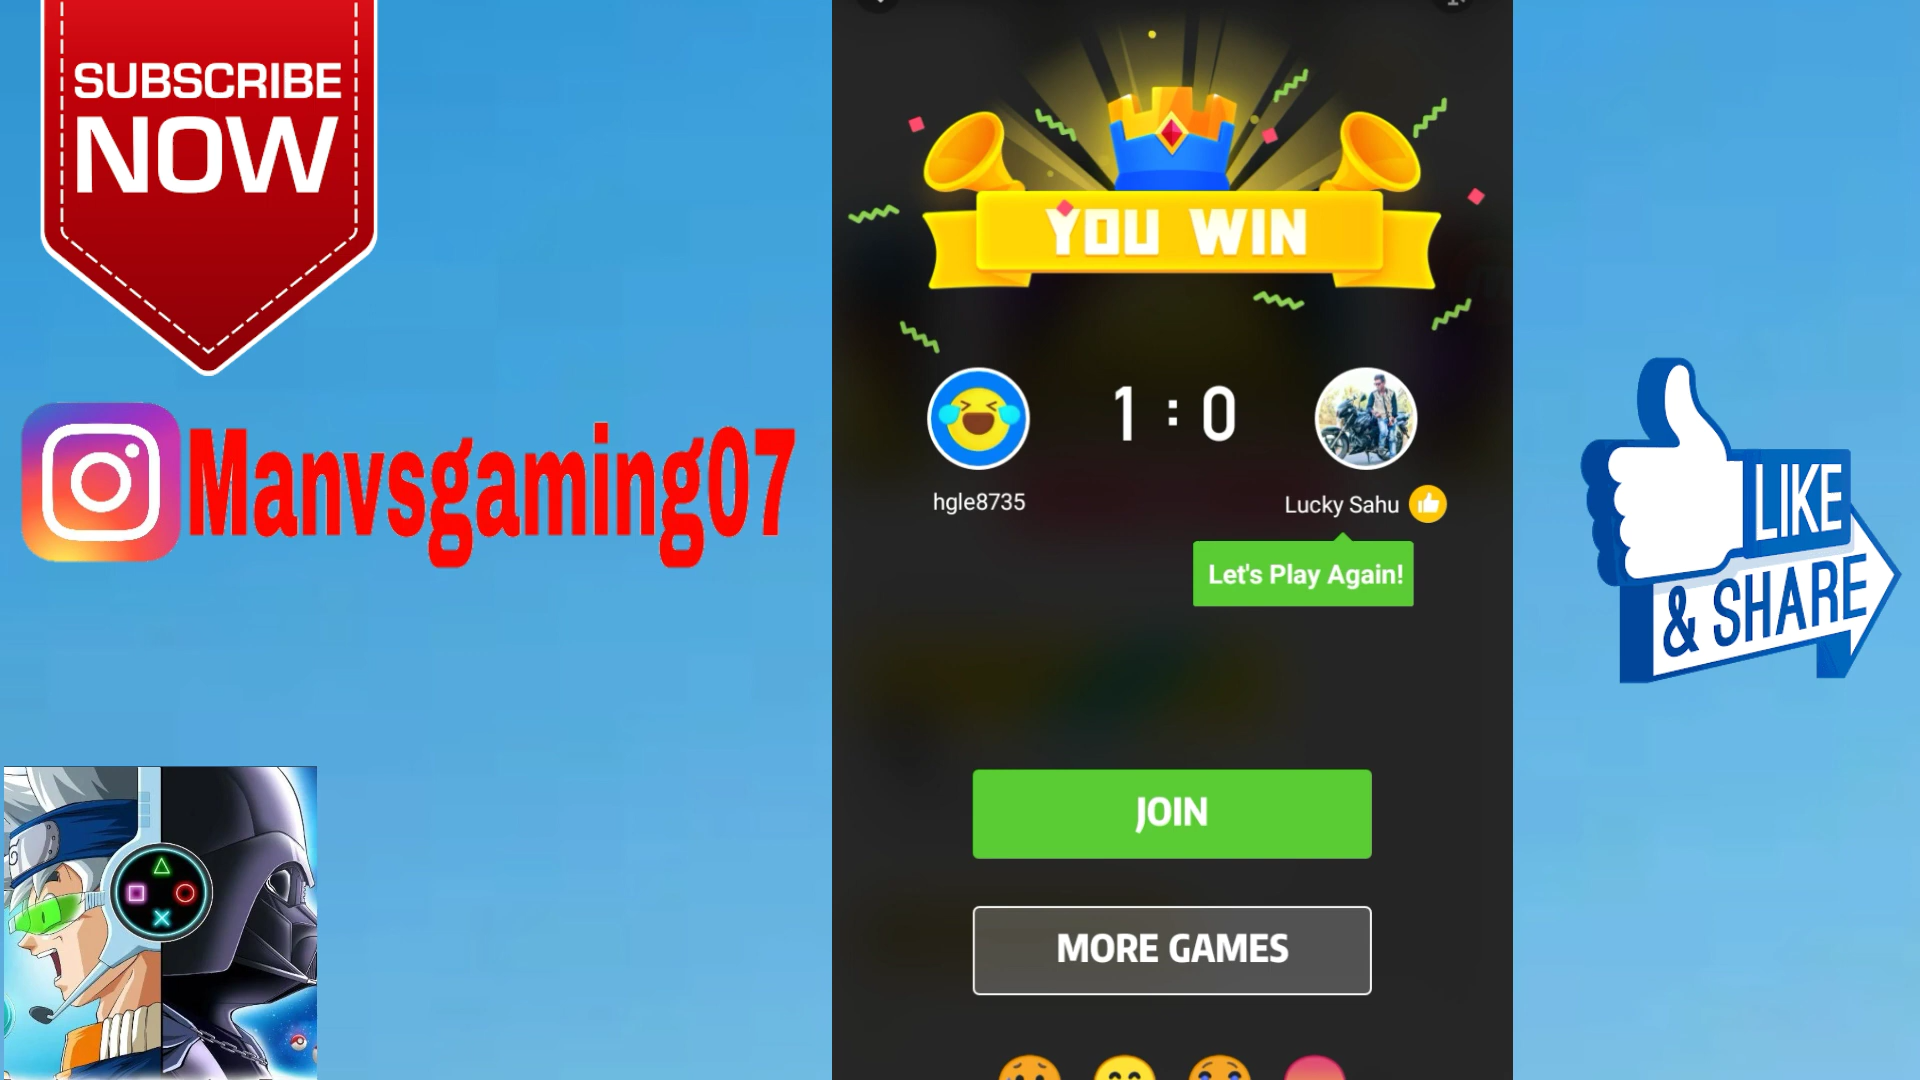 SUBSCRIBE
NOW
Manvsgaming07
YOU WIN
1 : 0
hgle8735
Lucky Sahu
Let's Play Again!
JOIN
MORE GAMES
LIKE
& SHARE